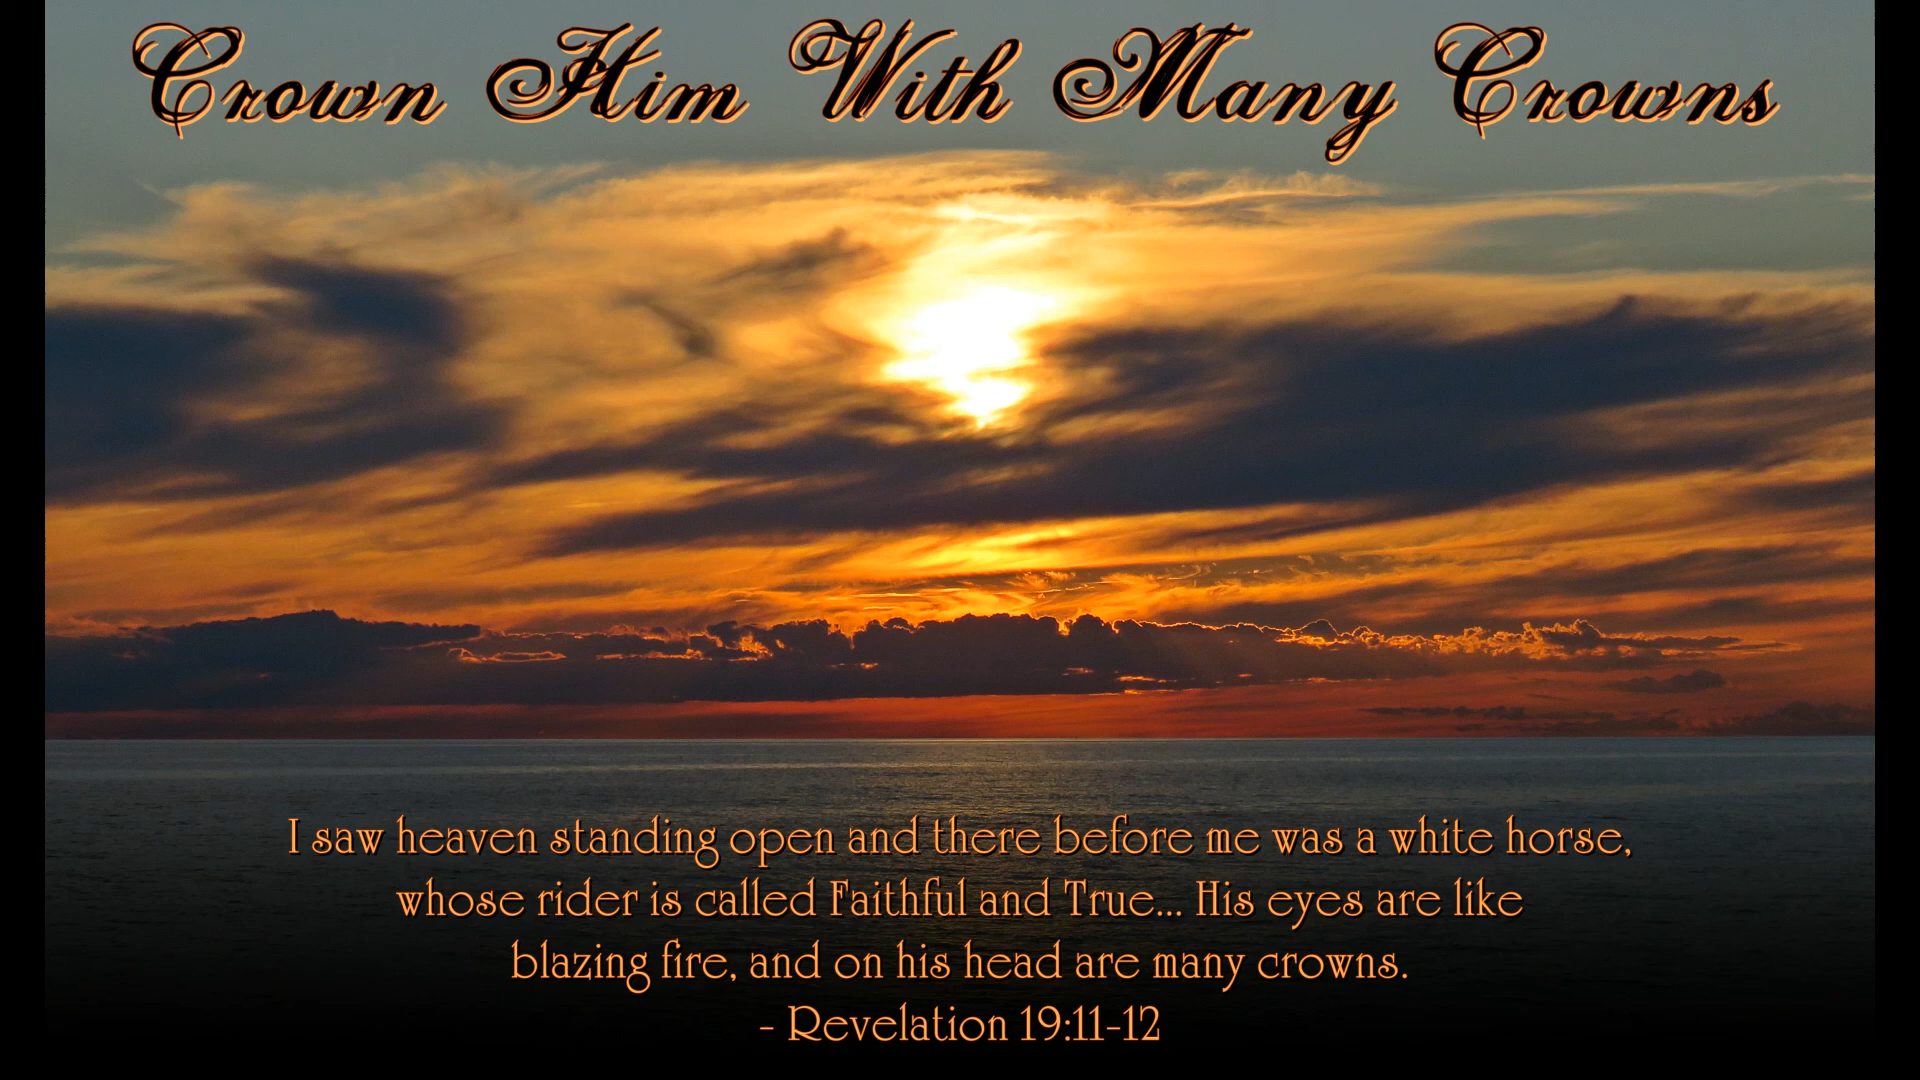 Crown Him With Many Crowns
I saw heaven standing open and there before me was a white horse,
whose rider is called Faithful and True... His eyes are like
blazing fire, and on his head are many crowns.
- Revelation 19:11-12